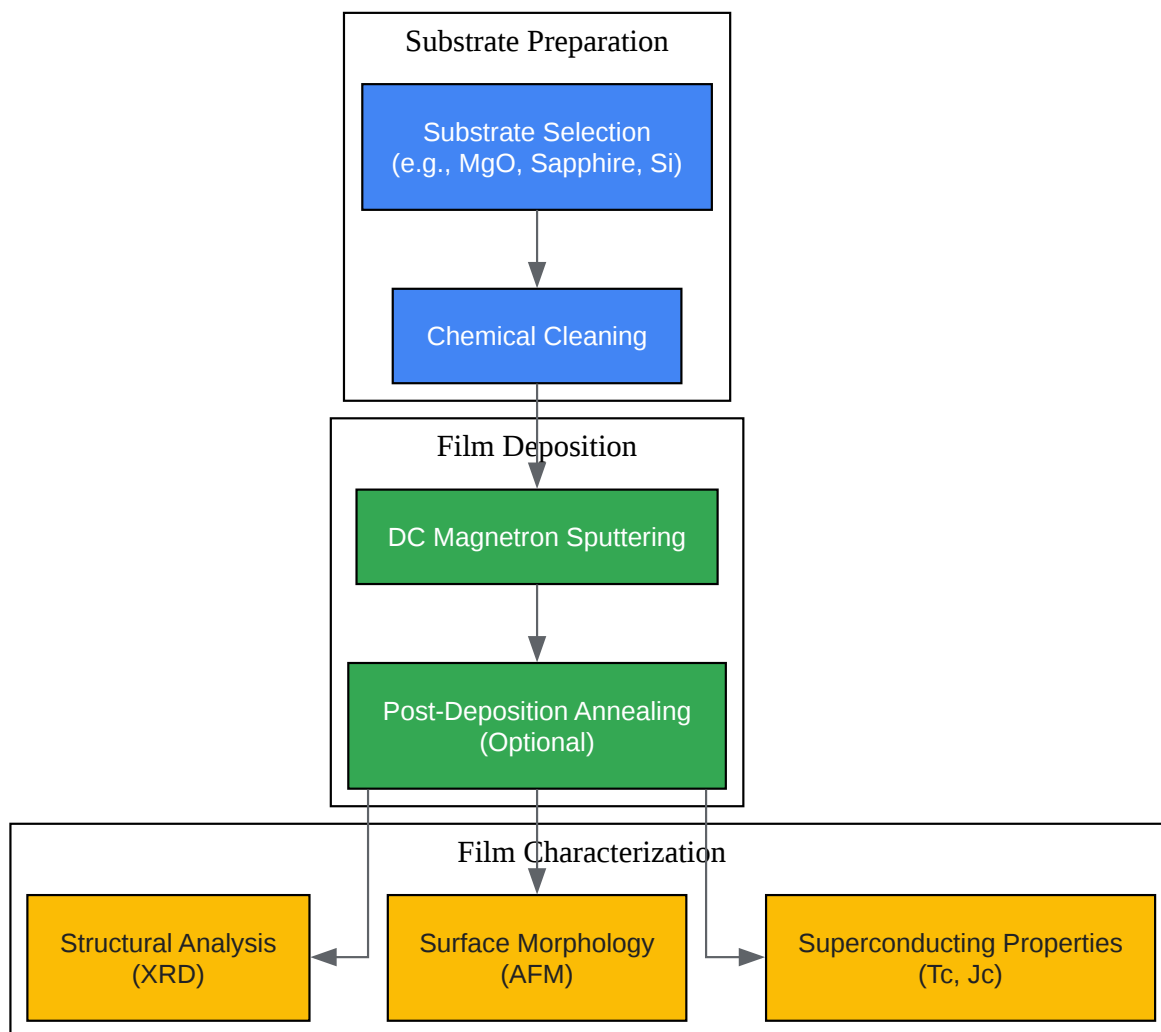 Substrate Preparation
Substrate Selection
(e.g., MgO, Sapphire, Si)
Chemical Cleaning
Film Deposition
DC Magnetron Sputtering
Post-Deposition Annealing
(Optional)
Film Characterization
Structural Analysis
(XRD)
Surface Morphology
(AFM)
Superconducting Properties
(Tc, Jc)